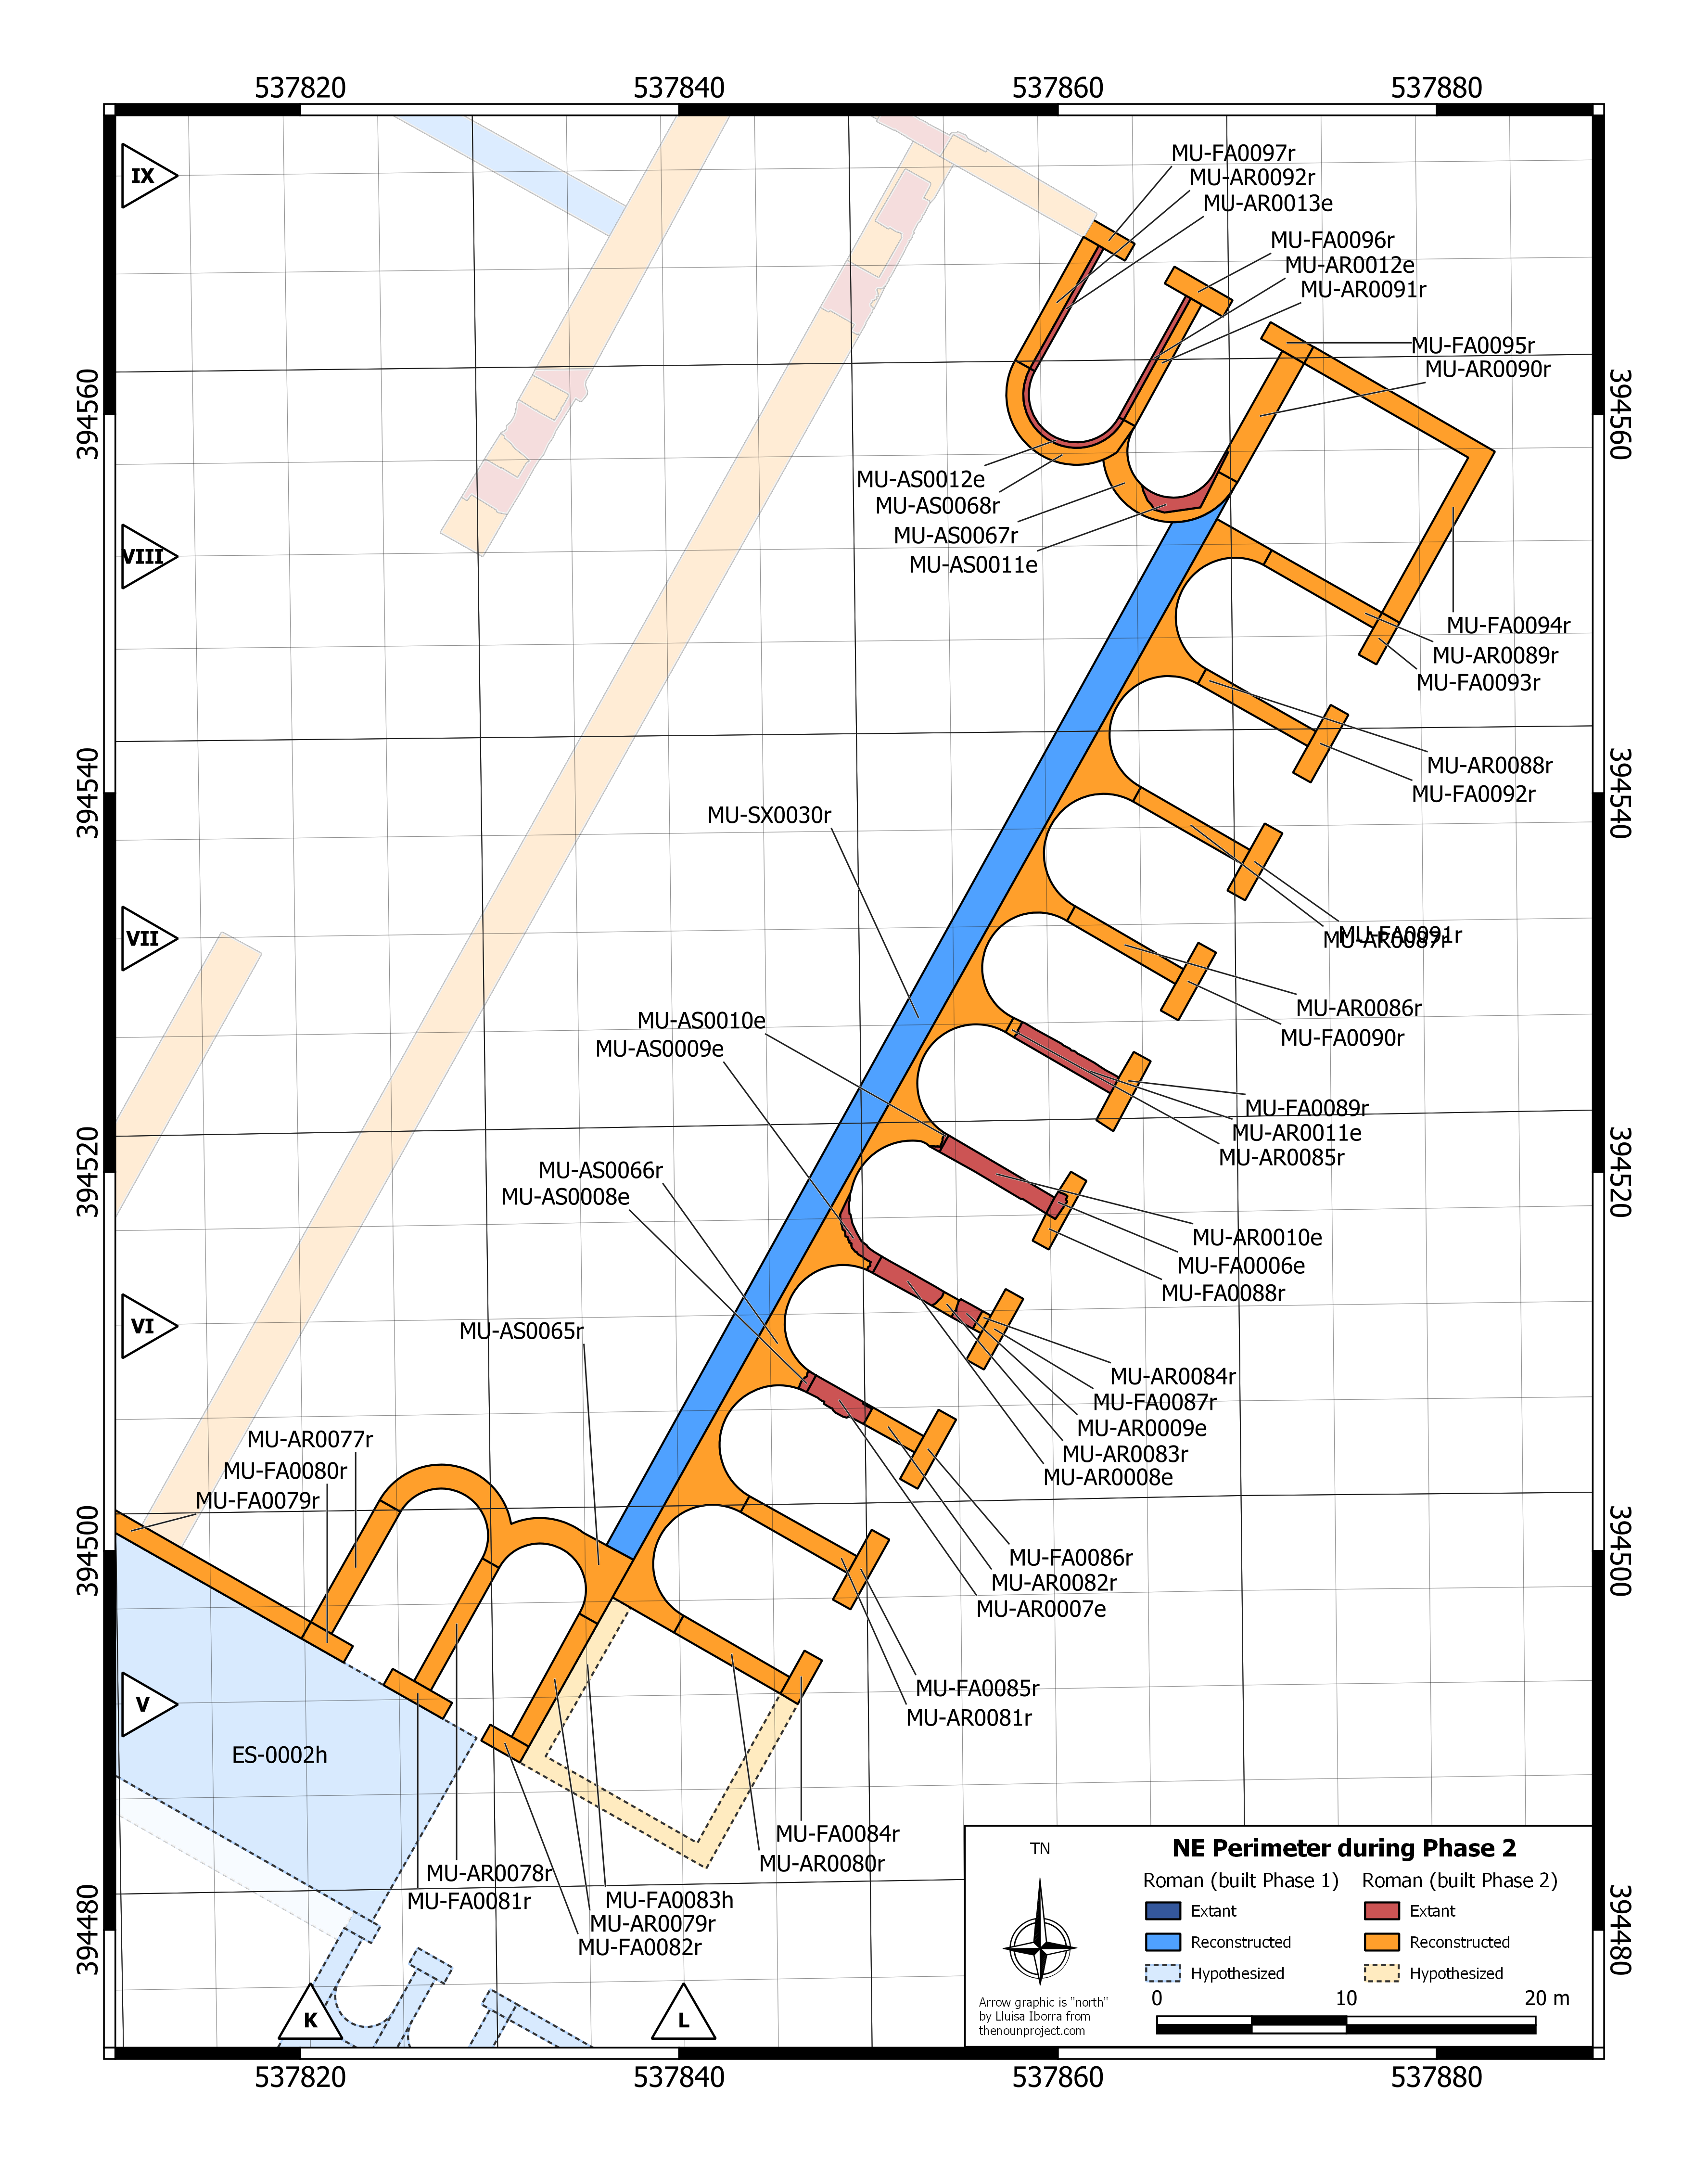 537820 537840 537860 537880
IX
MU-FA0097r
MU-AR0092r
MU-AR0013e
MU-FA0096r
MU-AR0012e
MU-AR0091r
MU-FA0095r
MU-AR0090r
394560
394560
MU-AS0012e
MU-AS0068r
MU-AS0067r
MU-AS0011e
VIII
MU-FA0094r
MU-AR0089r
MU-FA0093r
MU-AR0088r
MU-FA0092r
394540
394540
MU-SX0030r
VII
MU-FA0091r
MU-AR0087r
MU-AR0086r
MU-FA0090r
MU-AS0010e
MU-AS0009e
MU-FA0089r
MU-AR0011e
MU-AR0085r
394520
394520
MU-AS0066r
MU-AS0008e
MU-AR0010e
MU-FA0006e
MU-FA0088r
VI
MU-AS0065r
MU-AR0084r
MU-FA0087r
MU-AR0009e
MU-AR0083r
MU-AR0008e
MU-AR0077r
MU-FA0080r
MU-FA0079r
394500
394500
MU-FA0086r
MU-AR0082r
MU-AR0007e
MU-FA0085r
MU-AR0081r
V
ES-0002h
MU-FA0084r
MU-AR0080r
MU-AR0078r
MU-FA0081r
MU-FA0083h
MU-AR0079r
MU-FA0082r
394480
394480
K
L
TN
Arrow graphic is "north"
by Lluisa Iborra from
thenounproject.com
NE Perimeter during Phase 2
Roman (built Phase 1) Roman (built Phase 2)
Extant Extant
Reconstructed Reconstructed
Hypothesized Hypothesized
0 10 20 m
537820 537840 537860 537880